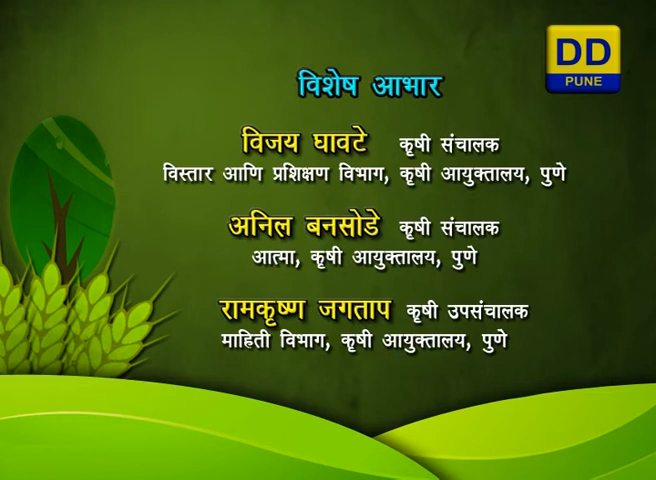 DD
PUNE
विशेष आभार
विजय घावटे कृषी संचालक
विस्तार आणि प्रशिक्षण विभाग, कृषी आयुक्तालय, पुणे
अनिल बनसोडे कृषी संचालक
आत्मा, कृषी आयुक्तालय, पुणे
रामकृष्ण जगताप कृषी उपसंचालक
माहिती विभाग, कृषी आयुक्तालय, पुणे